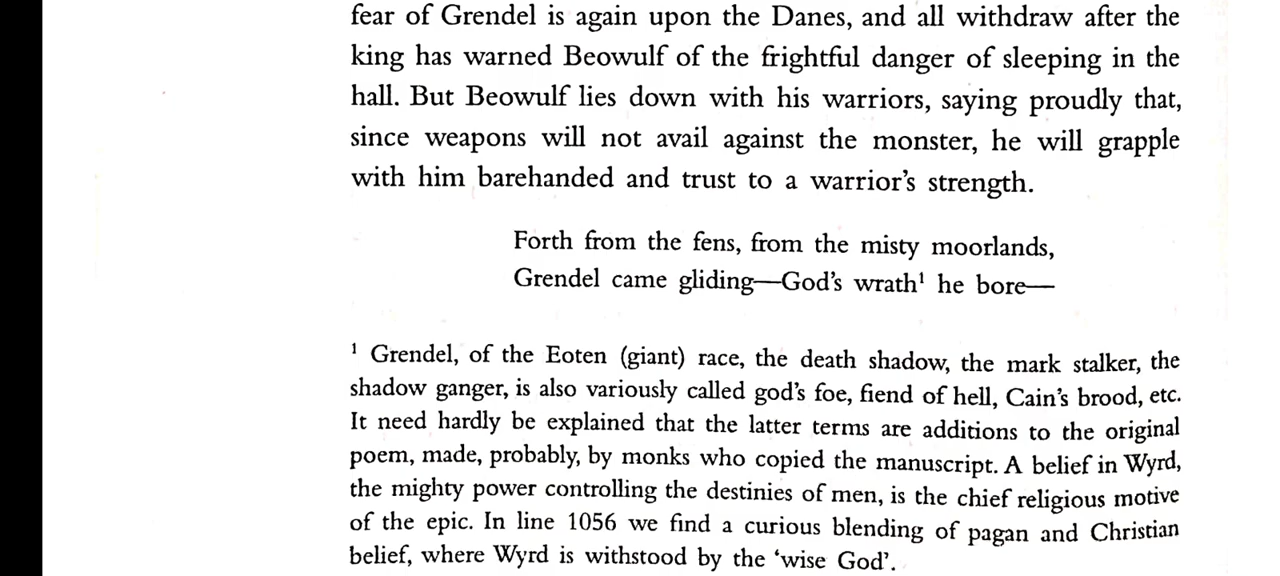 fear of Grendel is again upon the Danes, and all withdraw after the
king has warned Beowulf of the frightful danger of sleeping in the
hall. But Beowulf lies down with his warriors, saying proudly that,
since weapons will not avail against the monster, he will grapple
with him barehanded and trust to a warrior's strength.
Forth from the fens, from the misty moorlands,
Grendel came gliding—God's wrath¹ he bore—
¹ Grendel, of the Eoten (giant) race, the death shadow, the mark stalker, the
shadow ganger, is also variously called god's foe, fiend of hell, Cain's brood, etc.
It need hardly be explained that the latter terms are additions to the original
poem, made, probably, by monks who copied the manuscript. A belief in Wyrd,
the mighty power controlling the destinies of men, is the chief religious motive
of the epic. In line 1056 we find a curious blending of pagan and Christian
belief, where Wyrd is withstood by the ‘wise God’.